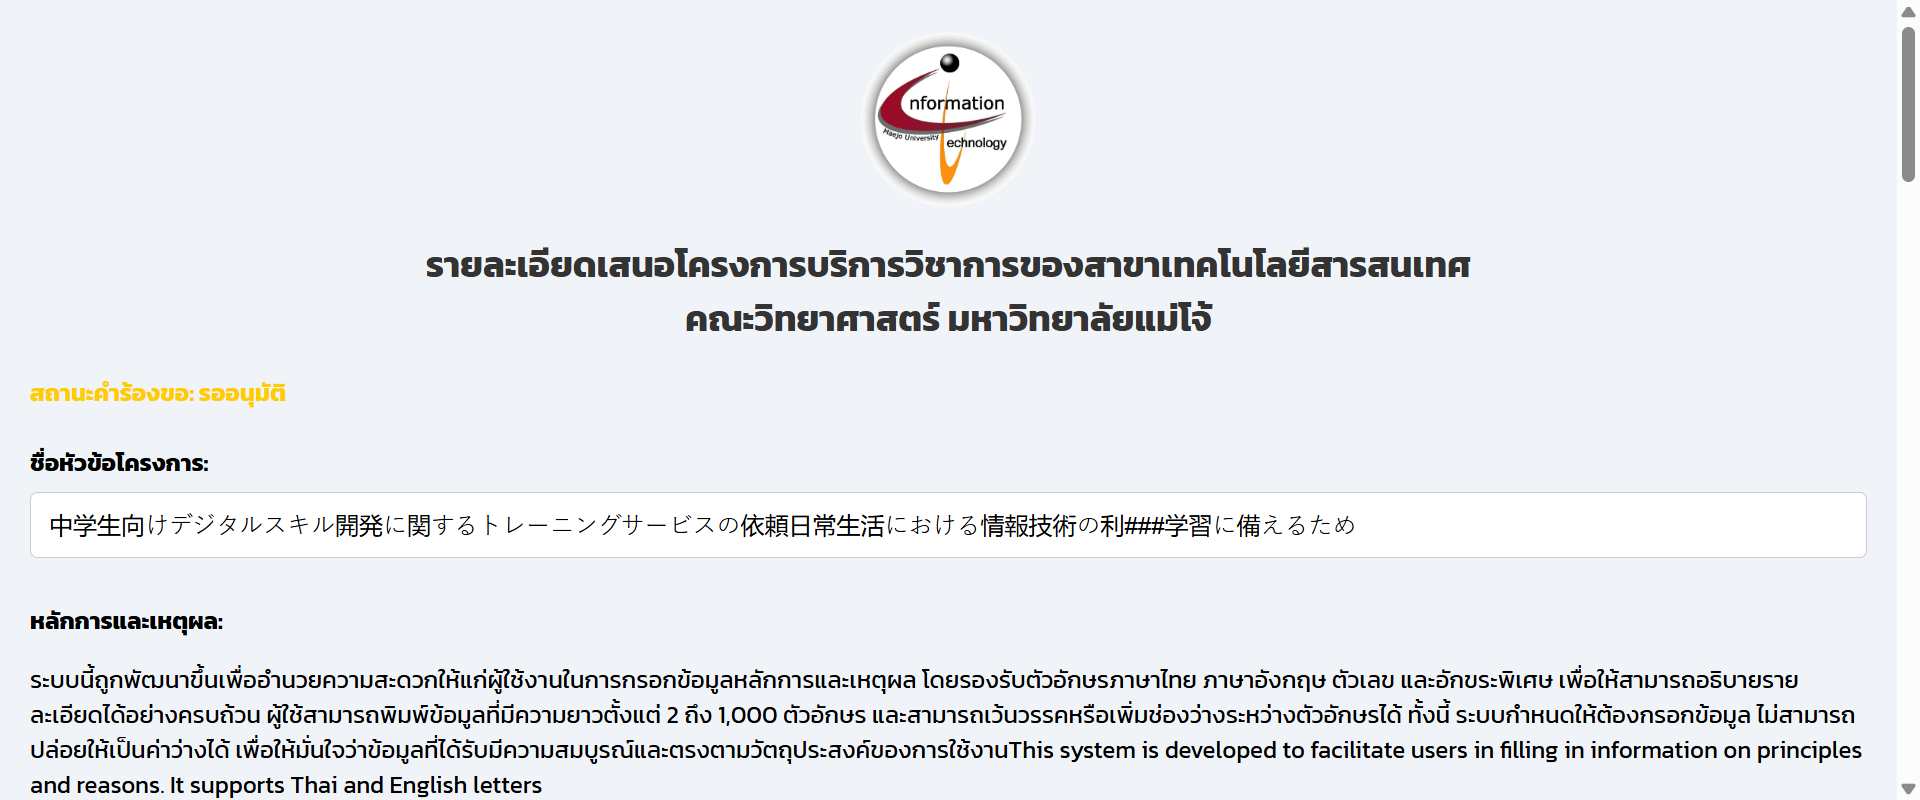 nformation
Maejo University
echnology
รายละเอียดเสนอโครงการบริการวิชาการของสาขาเทคโนโลยีสารสนเทศ
คณะวิทยาศาสตร์ มหาวิทยาลัยแม่โจ้
สถานะคำร้องขอ: รออนุมัติ
ชื่อหัวข้อโครงการ:
中学生向けデジタルスキル開発に関するトレーニングサービスの依頼日常生活における情報技術の利###学習に備えるため
หลักการและเหตุผล:
ระบบนี้ถูกพัฒนาขึ้นเพื่ออำนวยความสะดวกให้แก่ผู้ใช้งานในการกรอกข้อมูลหลักการและเหตุผล โดยรองรับตัวอักษรภาษาไทย ภาษาอังกฤษ ตัวเลข และอักขระพิเศษ เพื่อให้สามารถอธิบายราย
ละเอียดได้อย่างครบถ้วน ผู้ใช้สามารถพิมพ์ข้อมูลที่มีความยาวตั้งแต่ 2 ถึง 1,000 ตัวอักษร และสามารถเว้นวรรคหรือเพิ่มช่องว่างระหว่างตัวอักษรได้ ทั้งนี้ ระบบกำหนดให้ต้องกรอกข้อมูล ไม่สามารถ
ปล่อยให้เป็นค่าว่างได้ เพื่อให้มั่นใจว่าข้อมูลที่ได้รับมีความสมบูรณ์และตรงตามวัตถุประสงค์ของการใช้งานThis system is developed to facilitate users in filling in information on principles
and reasons. It supports Thai and English letters